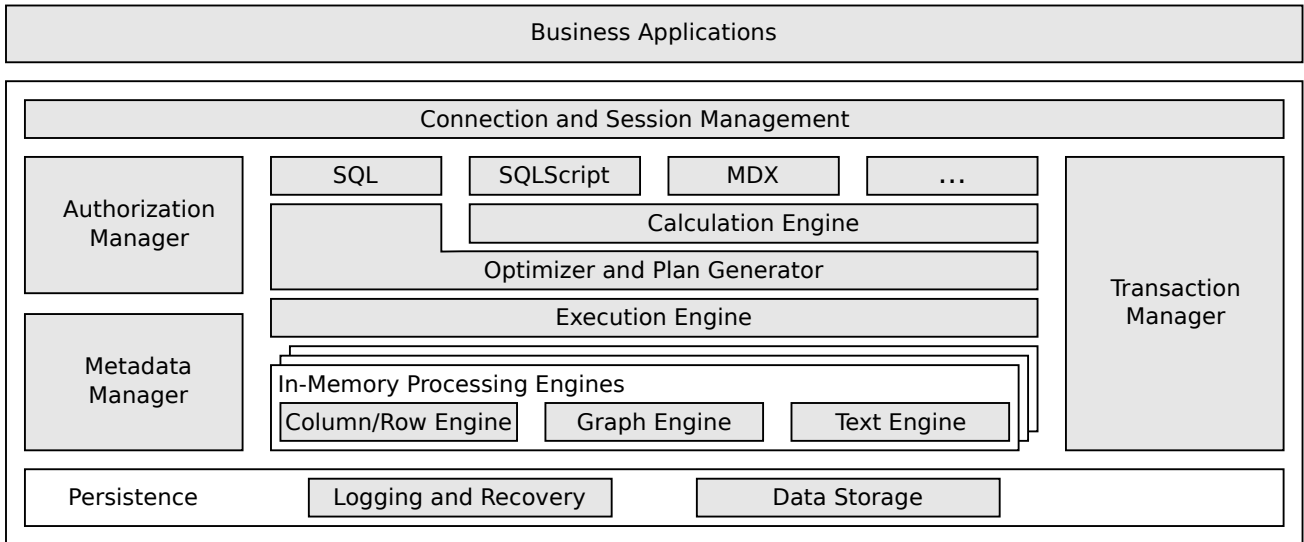 Business Applications
Connection and Session Management
Authorization
Manager
SQL
SQLScript
MDX
...
Calculation Engine
Optimizer and Plan Generator
Execution Engine
Metadata
Manager
In-Memory Processing Engines
Column/Row Engine
Graph Engine
Text Engine
Transaction
Manager
Persistence
Logging and Recovery
Data Storage